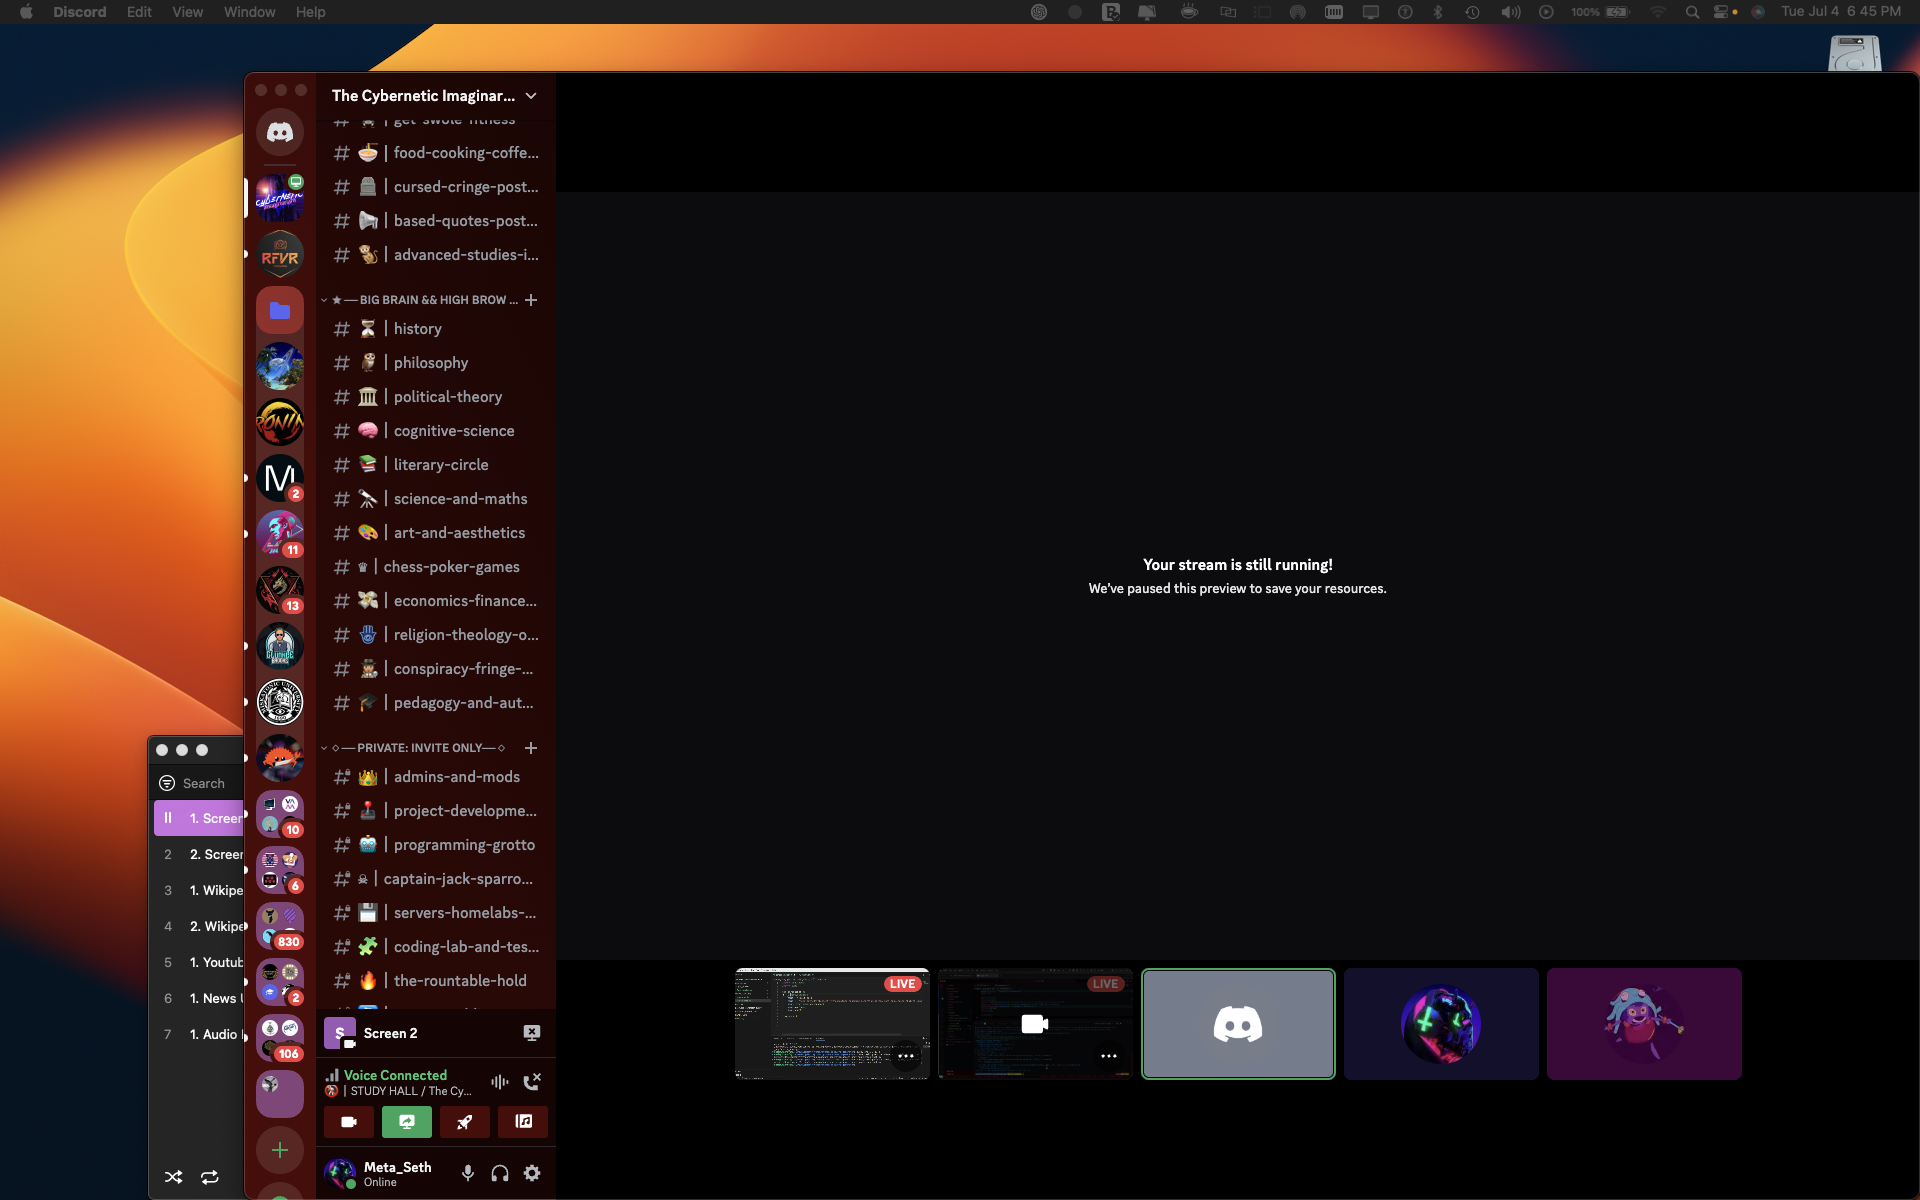 Discord Edit View Window Help
100% Tue Jul 4 6 45 PM
The Cybernetic Imaginar...
get-swole-fitness
food-cooking-coffe...
cursed-cringe-post...
based-quotes-post...
advanced-studies-i...
BIG BRAIN && HIGH BROW ...
history
philosophy
political-theory
cognitive-science
literary-circle
science-and-maths
art-and-aesthetics
chess-poker-games
economics-finance...
religion-theology-o...
conspiracy-fringe-...
pedagogy-and-aut...
PRIVATE: INVITE ONLY
admins-and-mods
project-developme...
programming-grotto
captain-jack-sparro...
servers-homelabs-...
coding-lab-and-tes...
the-rountable-hold
S Screen 2
Voice Connected
STUDY HALL / The Cy...
Meta_Seth
Online
RFVR
RONIN
M
2
11
13
10
6
830
2
106
Search
1. Screen
2 2. Screen
3 1. Wikipe
4 2. Wikipe
5 1. Youtub
6 1. News
7 1. Audio
Your stream is still running!
We've paused this preview to save your resources.
LIVE
LIVE